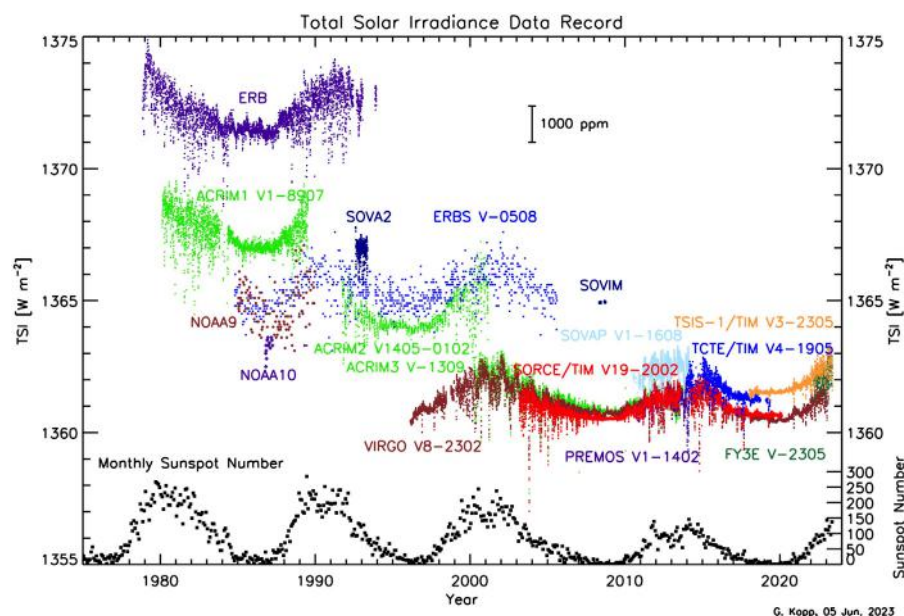 Total Solar Irradiance Data Record
1375
1375
ERB
1000 ppm
1370
1370
ACRIM1 V1-8907
SOVA2
ERBS V-0508
TSI [W m⁻²]
TSI [W m⁻²]
1365
1365
SOVIM
NOAA9
TSIS-1/TIM V3-2305
SOVAP V1-1608
ACRIM2 V1405-0102
TCTE/TIM V4-1905
NOAA10
ACRIM3 V-1309
SORCE/TIM V19-2002
1360
1360
VIRGO V8-2302
PREMOS V1-1402
FY3E V-2305
Monthly Sunspot Number
300
250
200
150
100
50
0
Sunspot Number
1355
1980
1990
2000
2010
2020
Year
G. Kopp, 05 Jun. 2023